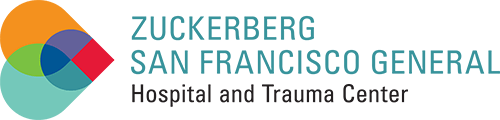 ZUCKERBERG
SAN FRANCISCO GENERAL
Hospital and Trauma Center